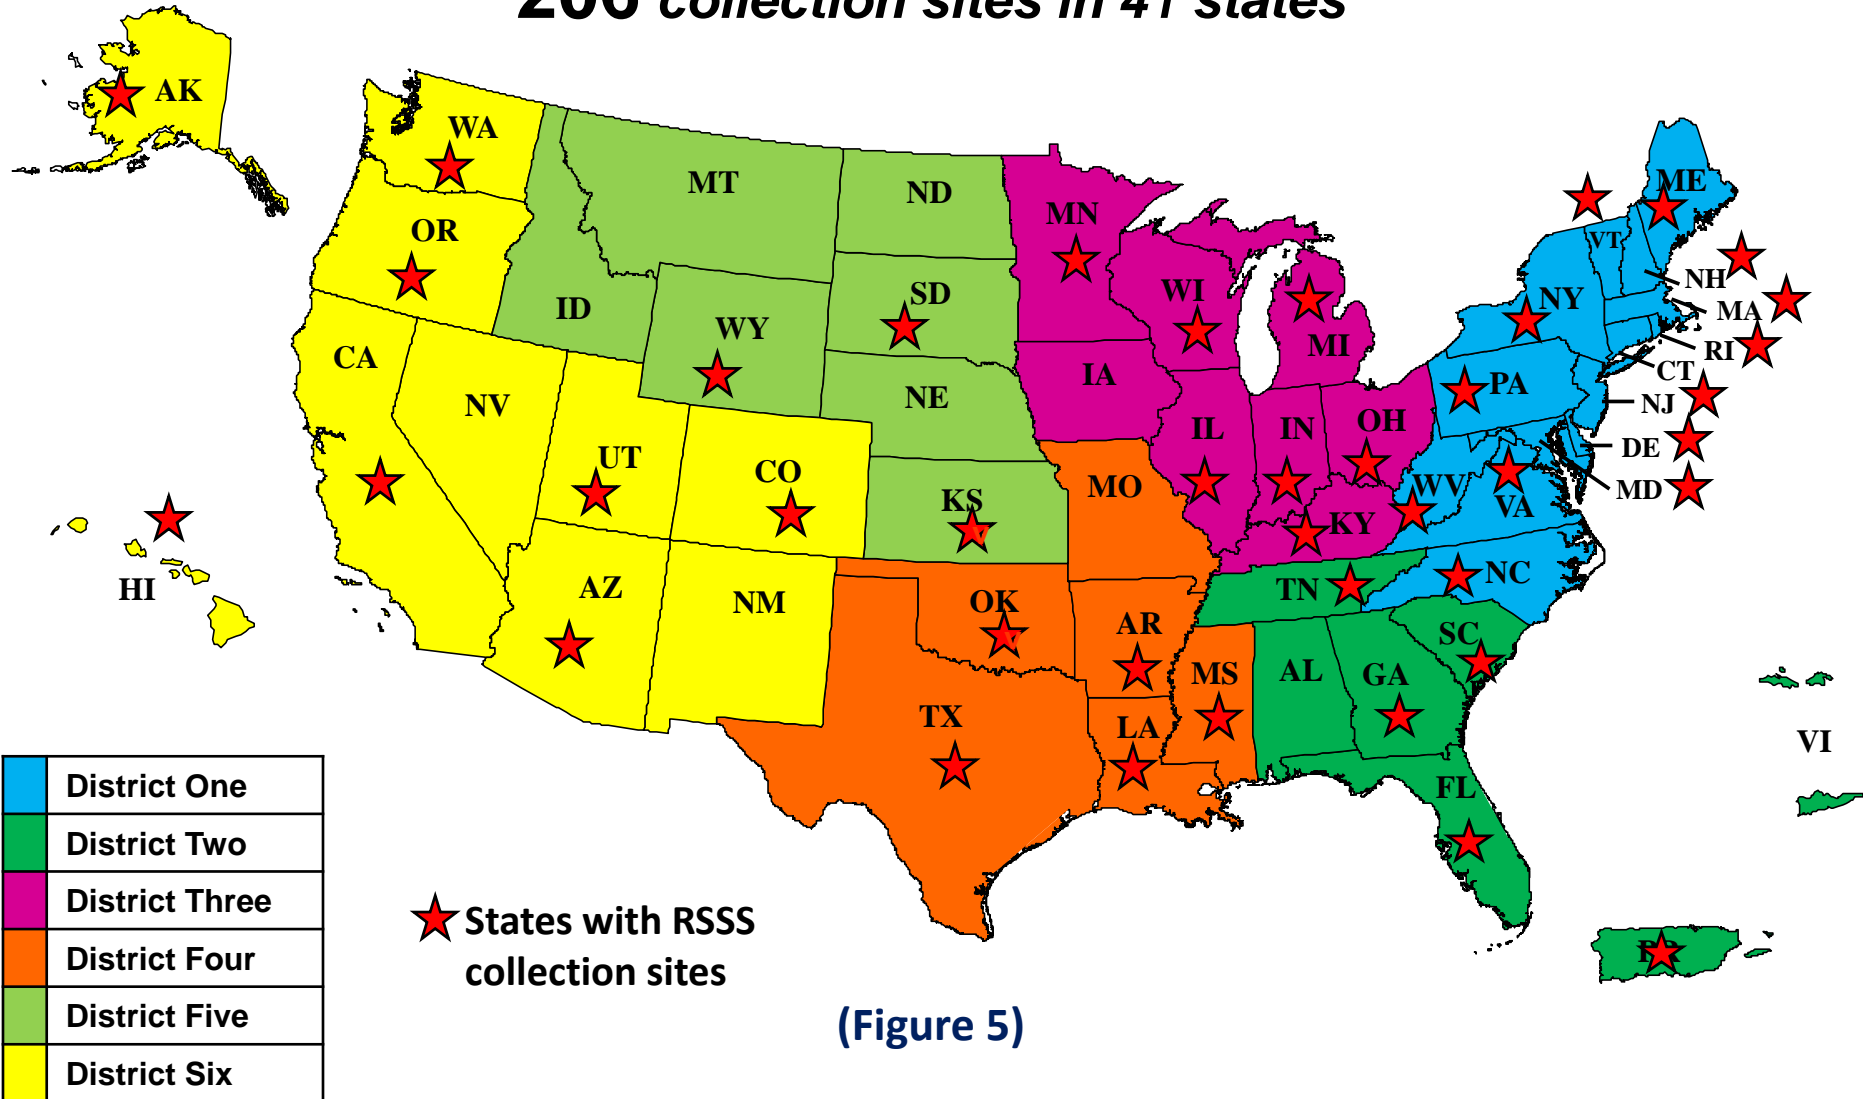 206 collection sites in 41 states
AK
WA
MT
ND
MN
ME
OR
VT
ID
SD
WI
NH
NY
MA
WY
MI
RI
CA
IA
CT
NV
NE
PA
NJ
UT
CO
IL
IN
OH
DE
MO
WV
MD
KS
VA
KY
HI
AZ
NM
OK
TN
NC
AR
SC
MS
AL
GA
TX
LA
VI
FL
PR
District One
District Two
District Three
District Four
District Five
District Six
States with RSSS
collection sites
(Figure 5)